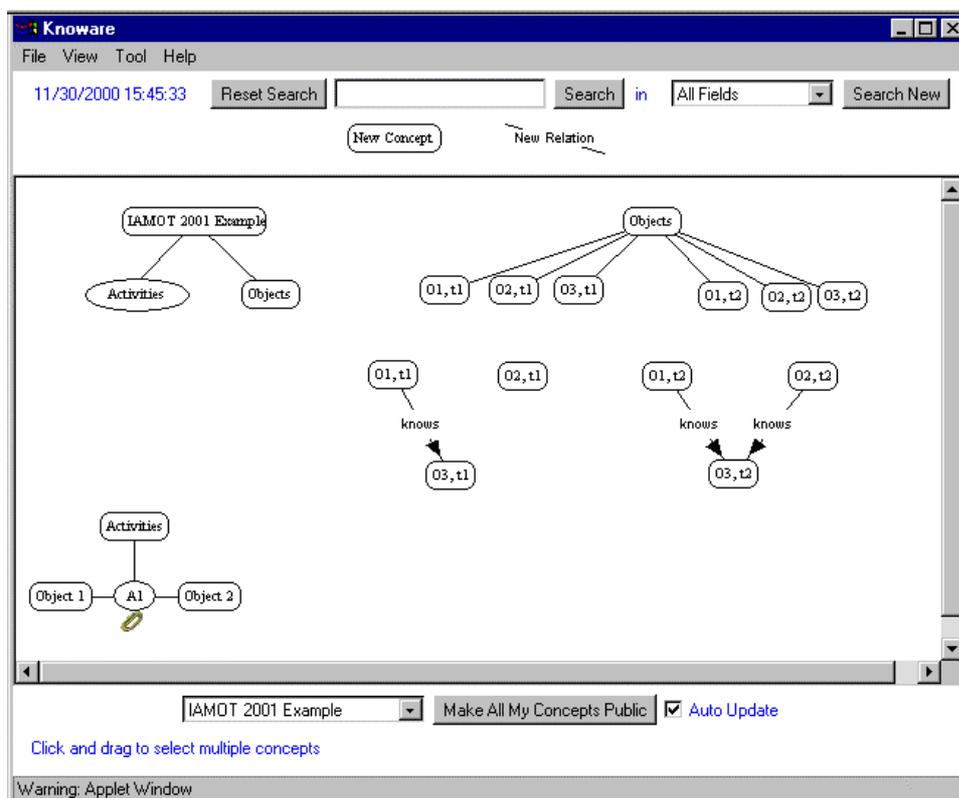 Knoware
File View Tool Help
11/30/2000 15:45:33 Reset Search Search in All Fields Search New
New Concept New Relation
IAMOT 2001 Example Objects
Activities Objects O1,t1 O2,t1 O3,t1 O1,t2 O2,t2 O3,t2
O1,t1 O2,t1 O1,t2 O2,t2
knows knows knows
O3,t1 O3,t2
Activities
Object 1 A1 Object 2
IAMOT 2001 Example Make All My Concepts Public Auto Update
Click and drag to select multiple concepts
Warning: Applet Window